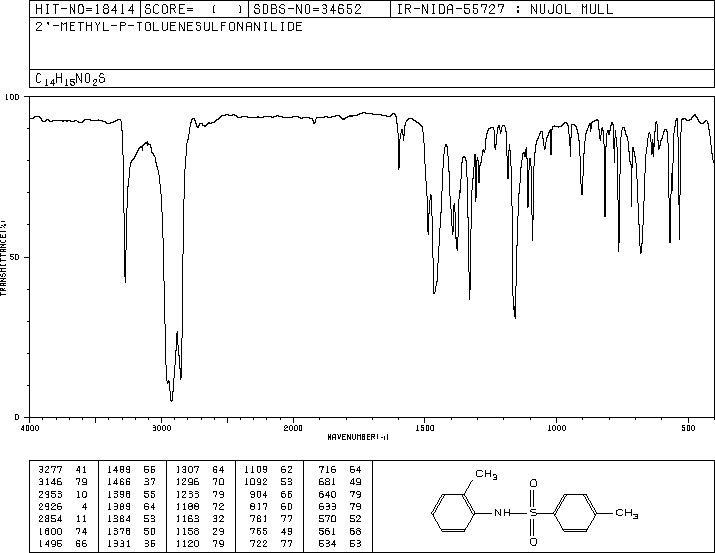 HIT-NO=18414 SCORE= ( ) SDBS-NO=34652 IR-NIDA-55727 : NUJOL MULL
2'-METHYL-P-TOLUENESULFONANILIDE
C14H15NO2S
100
50
0
TRANSMITTANCE(%)
4000 3000 2000 1500 1000 500
WAVENUMBER(-1)
3277 41 1489 55 1307 64 1109 62 716 64
3146 79 1466 37 1296 70 1092 53 681 49
2953 10 1398 55 1233 79 904 66 640 79
2926 4 1389 64 1188 72 817 60 633 79
2854 11 1384 53 1163 32 781 77 570 52
1600 74 1378 50 1158 29 765 49 561 68
1495 66 1331 35 1120 79 722 77 534 53
CH3
O
NH S
O
CH3